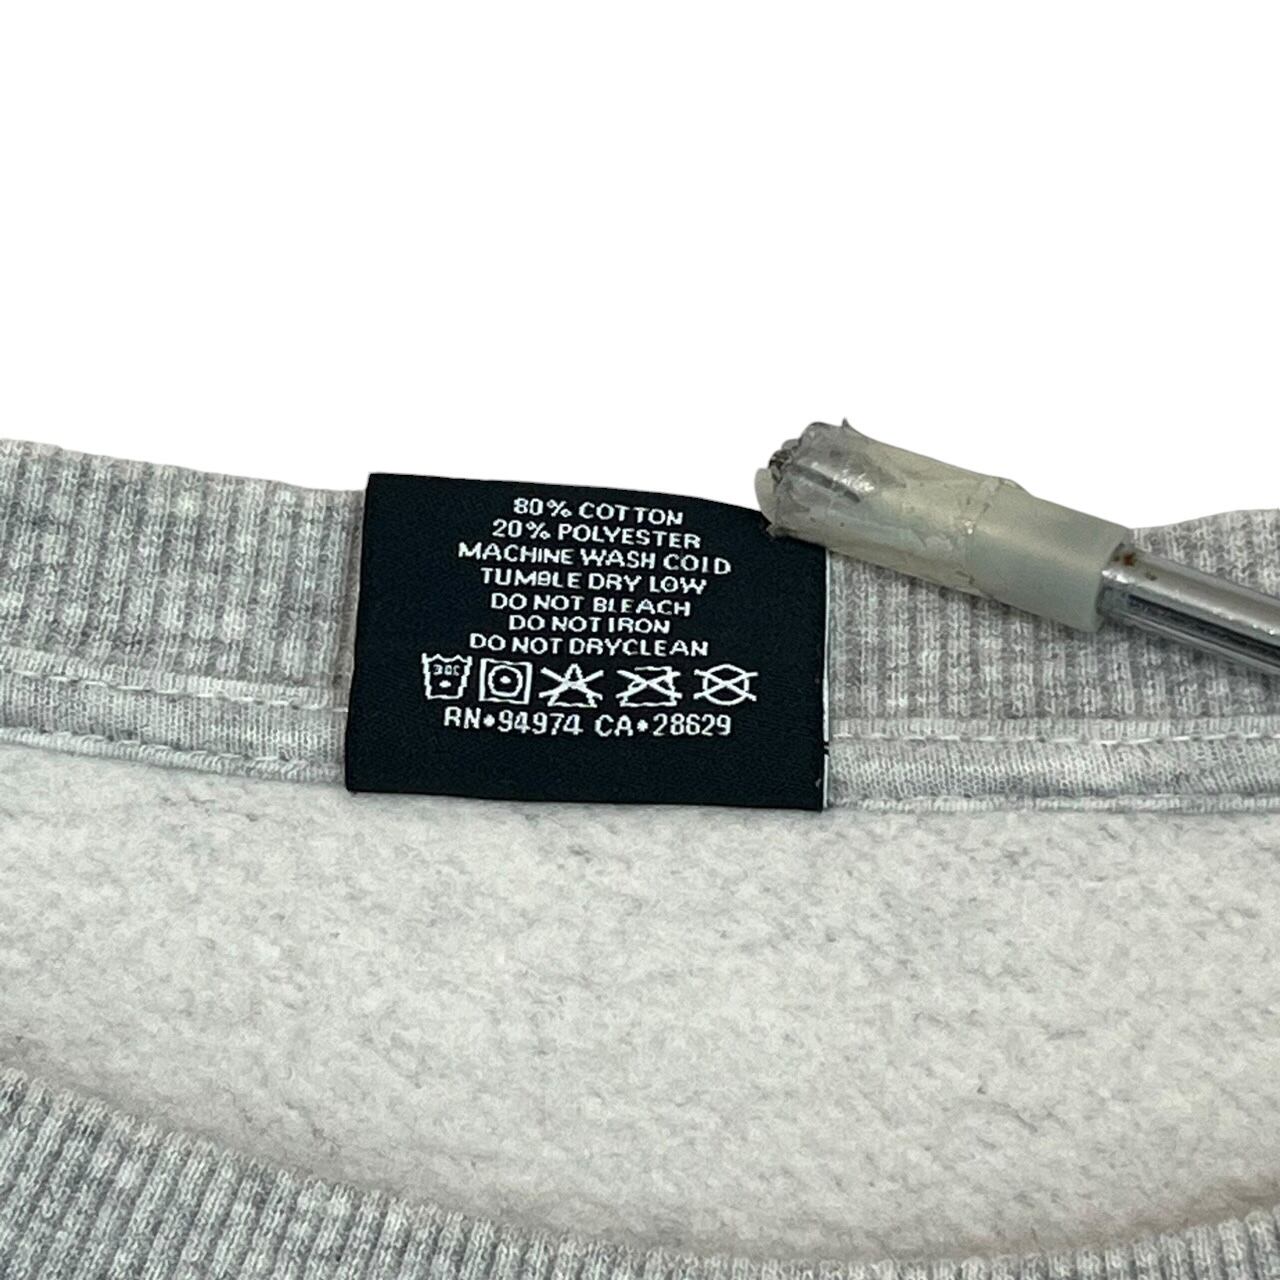 80% COTTON
20% POLYESTER
MACHINE WASH COLD
TUMBLE DRY LOW
DO NOT BLEACH
DO NOT IRON
DO NOT DRYCLEAN
30C
RN•94974 CA•28629